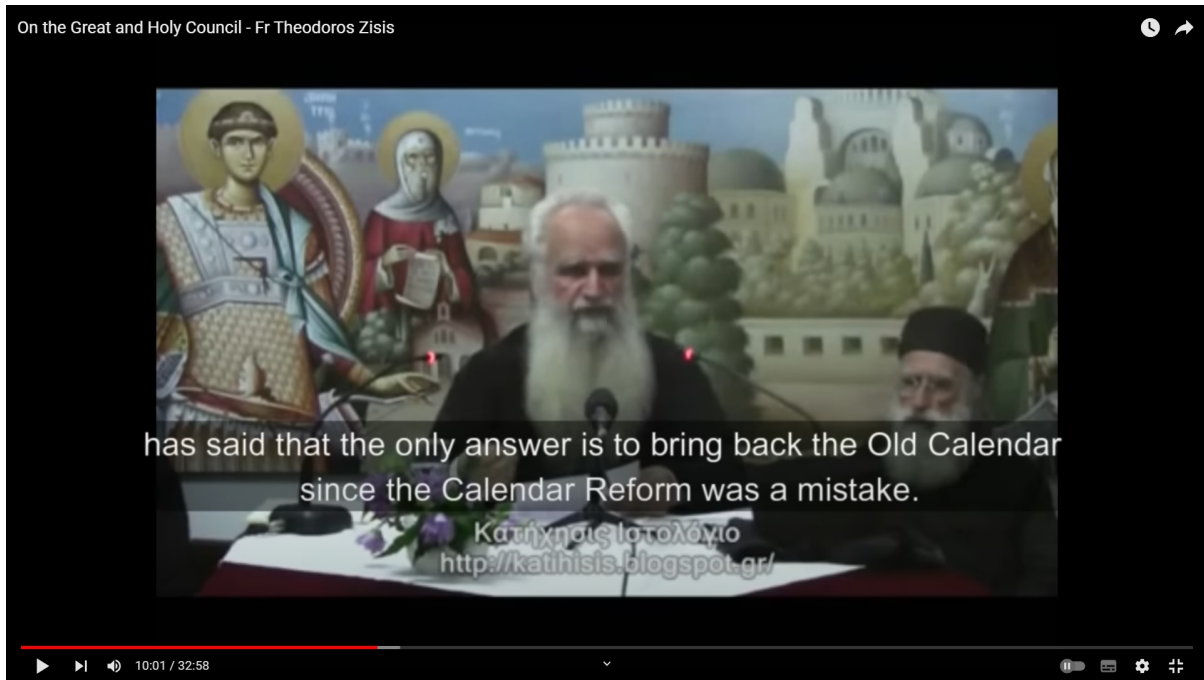 On the Great and Holy Council - Fr Theodoros Zisis
has said that the only answer is to bring back the Old Calendar
since the Calendar Reform was a mistake.
Κατήχησις Ιστολόγιο
http://katihisis.blogspot.gr/
10:01 / 32:58